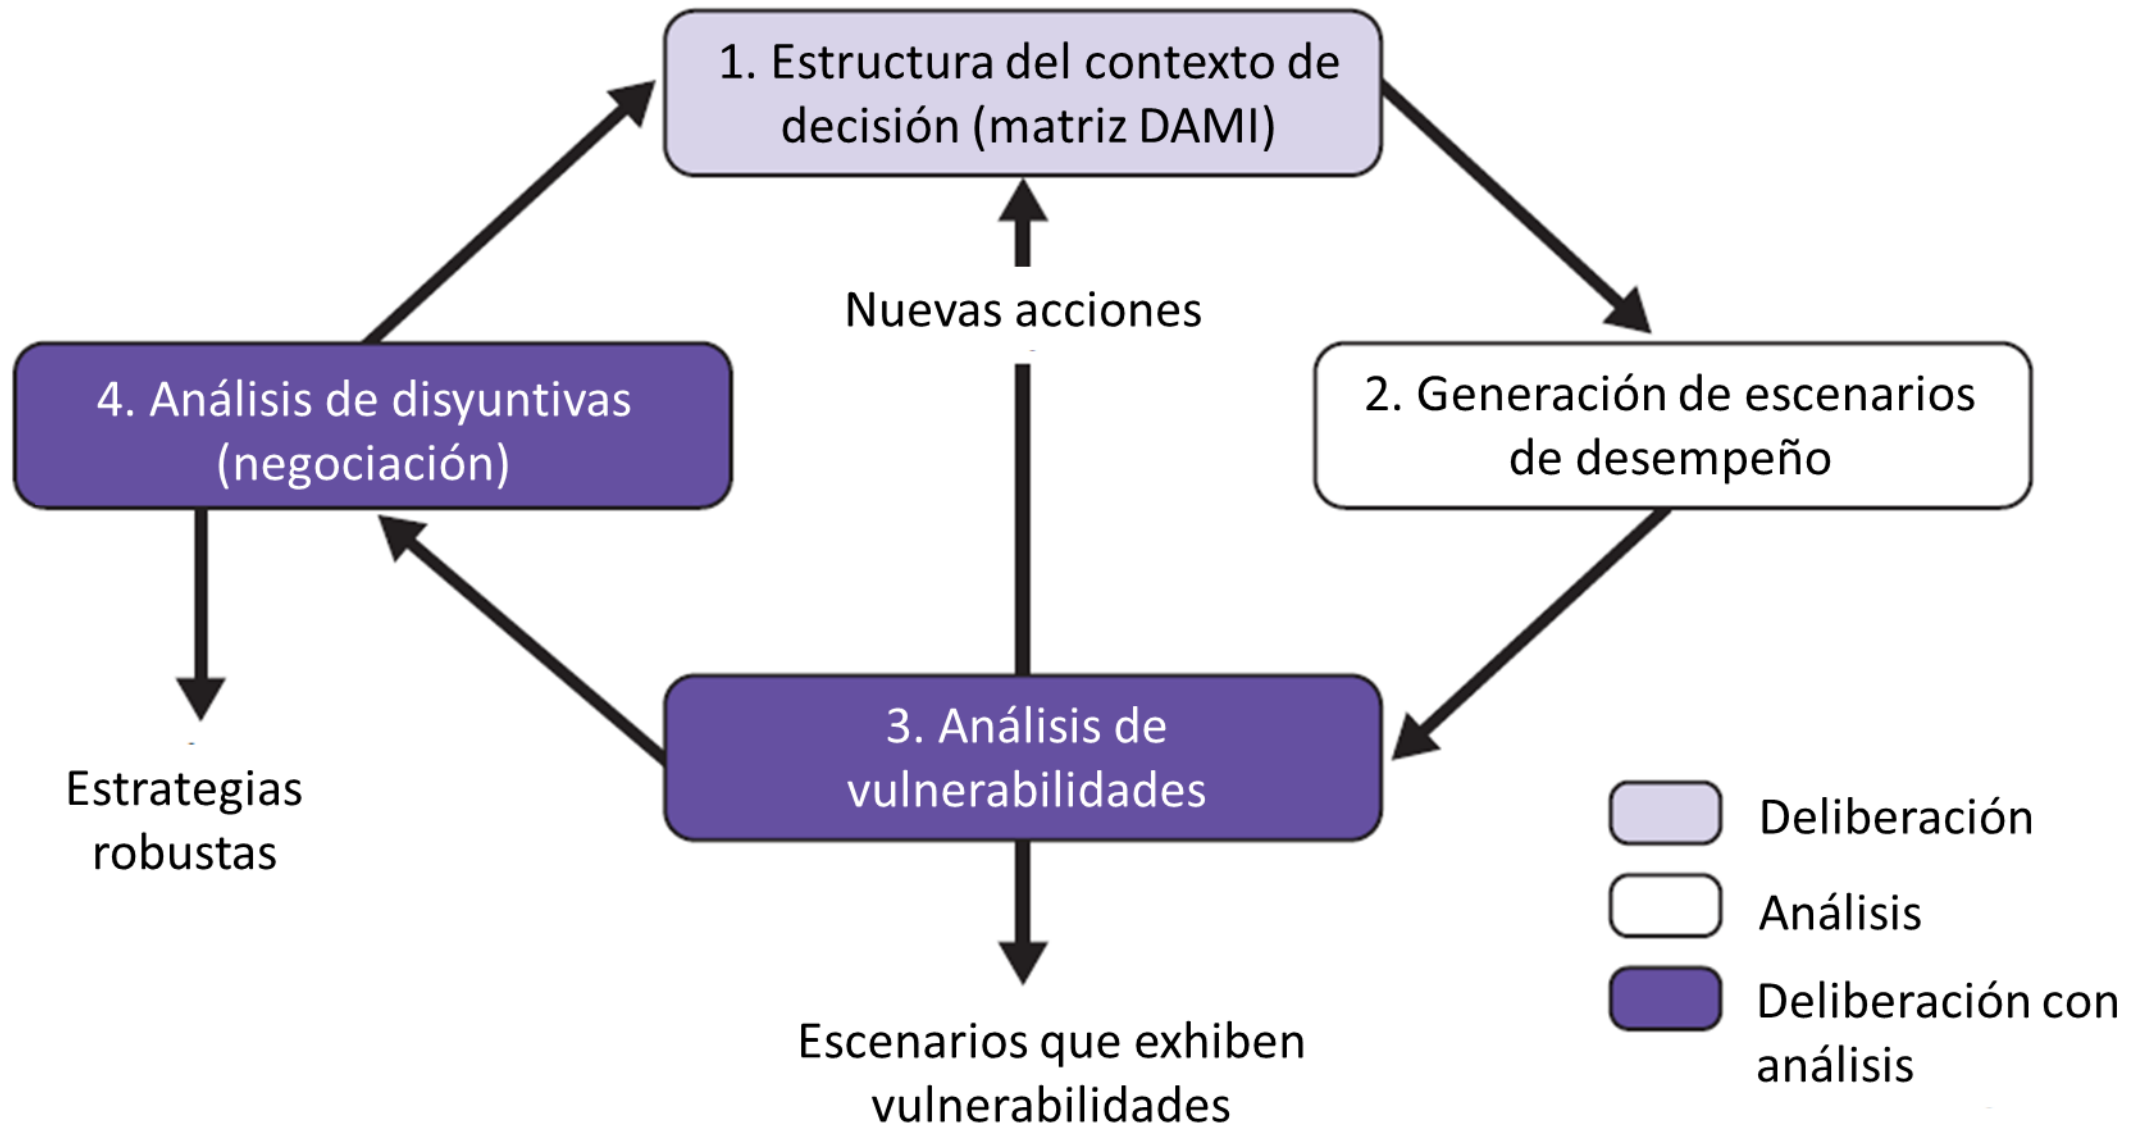 1. Estructura del contexto de
decisión (matriz DAMI)
Nuevas acciones
4. Análisis de disyuntivas
(negociación)
2. Generación de escenarios
de desempeño
3. Análisis de
vulnerabilidades
Estrategias
robustas
Escenarios que exhiben
vulnerabilidades
Deliberación
Análisis
Deliberación con
análisis